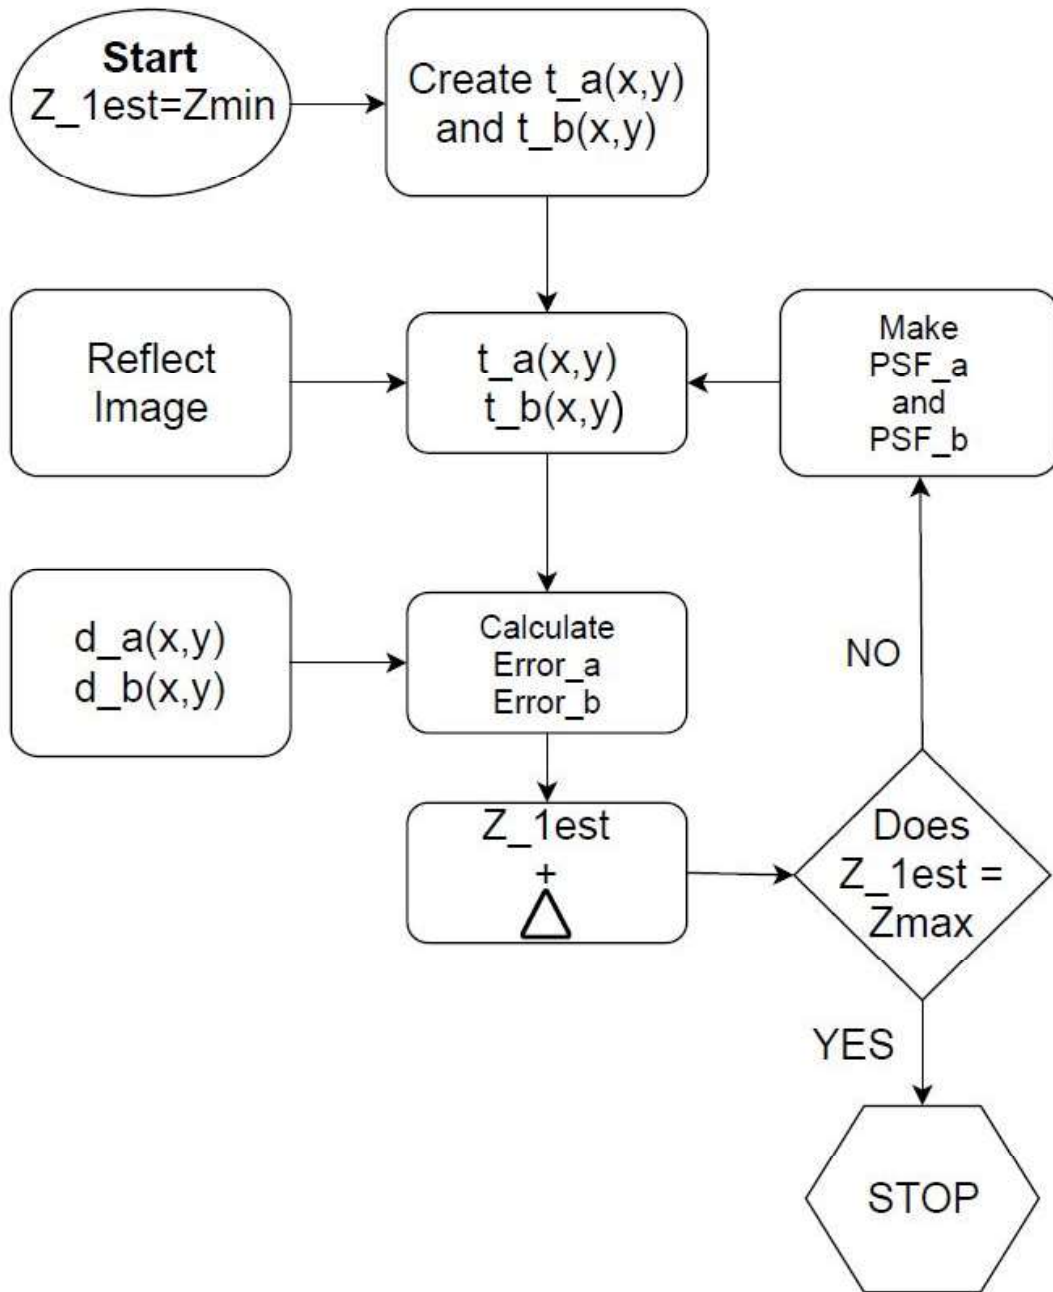 Start
Z_1est=Zmin
Create t_a(x,y)
and t_b(x,y)
Reflect
Image
t_a(x,y)
t_b(x,y)
Make
PSF_a
and
PSF_b
d_a(x,y)
d_b(x,y)
Calculate
Error_a
Error_b
NO
Z_1est
+
Does
Z_1est =
Zmax
YES
STOP